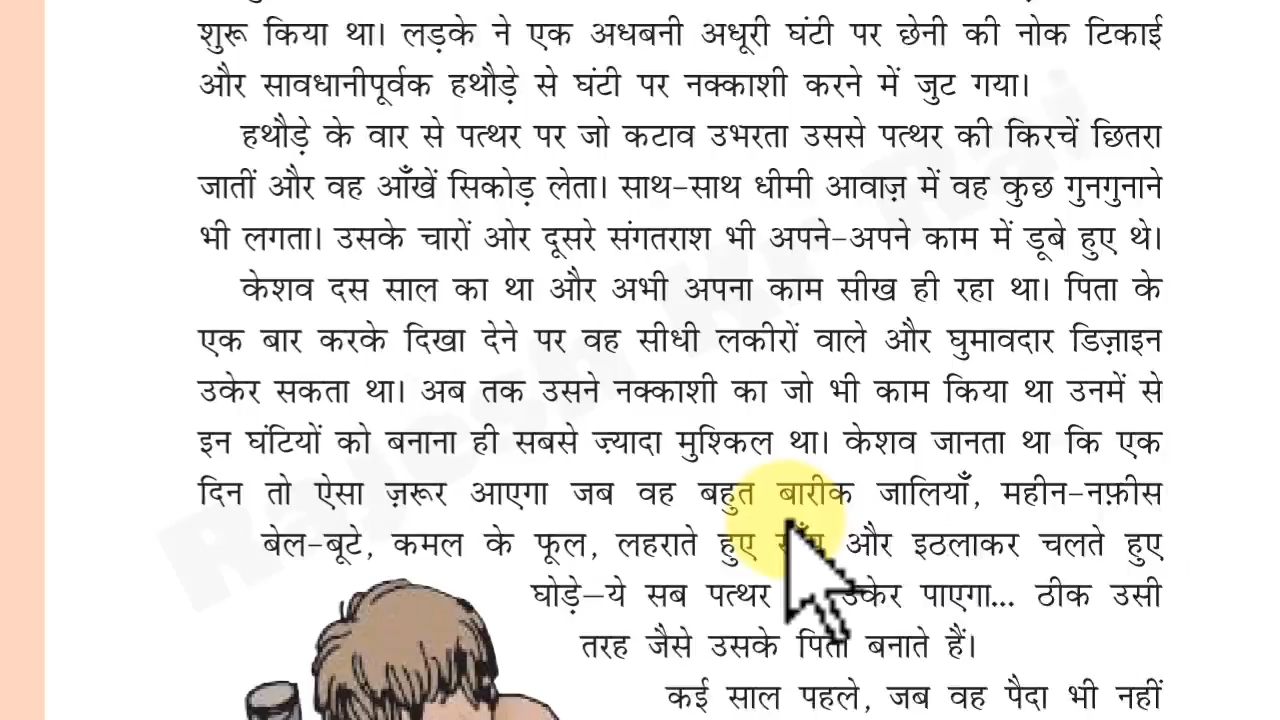 शुरू किया था। लड़के ने एक अधबनी अधूरी घंटी पर छेनी की नोक टिकाई
और सावधानीपूर्वक हथौड़े से घंटी पर नक्काशी करने में जुट गया।
हथौड़े के वार से पत्थर पर जो कटाव उभरता उससे पत्थर की किरचें छितरा
जातीं और वह आँखें सिकोड़ लेता। साथ-साथ धीमी आवाज़ में वह कुछ गुनगुनाने
भी लगता। उसके चारों ओर दूसरे संगतराश भी अपने-अपने काम में डूबे हुए थे।
केशव दस साल का था और अभी अपना काम सीख ही रहा था। पिता के
एक बार करके दिखा देने पर वह सीधी लकीरों वाले और घुमावदार डिज़ाइन
उकेर सकता था। अब तक उसने नक्काशी का जो भी काम किया था उनमें से
इन घंटियों को बनाना ही सबसे ज़्यादा मुश्किल था। केशव जानता था कि एक
दिन तो ऐसा ज़रूर आएगा जब वह बहुत बारीक जालियाँ, महीन-नफ़ीस
बेल-बूटे, कमल के फूल, लहराते हुए और इठलाकर चलते हुए
घोड़े—ये सब पत्थर उकेर पाएगा... ठीक उसी
तरह जैसे उसके पिता बनाते हैं।
कई साल पहले, जब वह पैदा भी नहीं